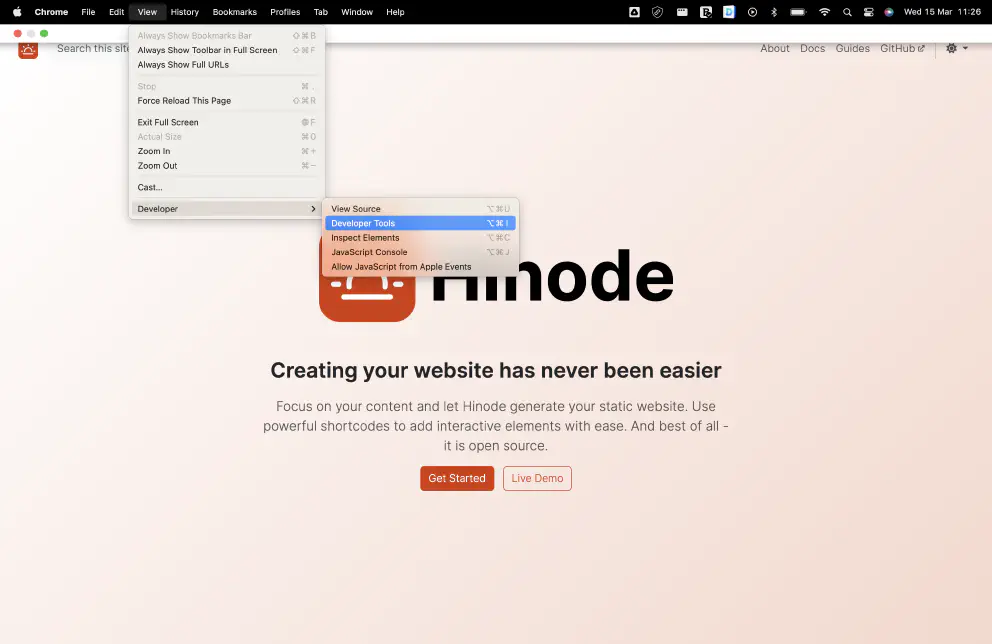 Chrome File Edit View History Bookmarks Profiles Tab Window Help Wed 15 Mar 11:26
Search this site
About Docs Guides GitHub
Always Show Bookmarks Bar ⇧⌘B
Always Show Toolbar in Full Screen ⇧⌘F
Always Show Full URLs
Stop ⌘.
Force Reload This Page ⇧⌘R
Exit Full Screen F
Actual Size ⌘0
Zoom In ⌘+
Zoom Out ⌘−
Cast...
Developer
View Source ⌥⌘U
Developer Tools ⌥⌘I
Inspect Elements ⌥⌘C
JavaScript Console ⌥⌘J
Allow JavaScript from Apple Events
Hinode
Creating your website has never been easier
Focus on your content and let Hinode generate your static website. Use
powerful shortcodes to add interactive elements with ease. And best of all -
it is open source.
Get Started Live Demo